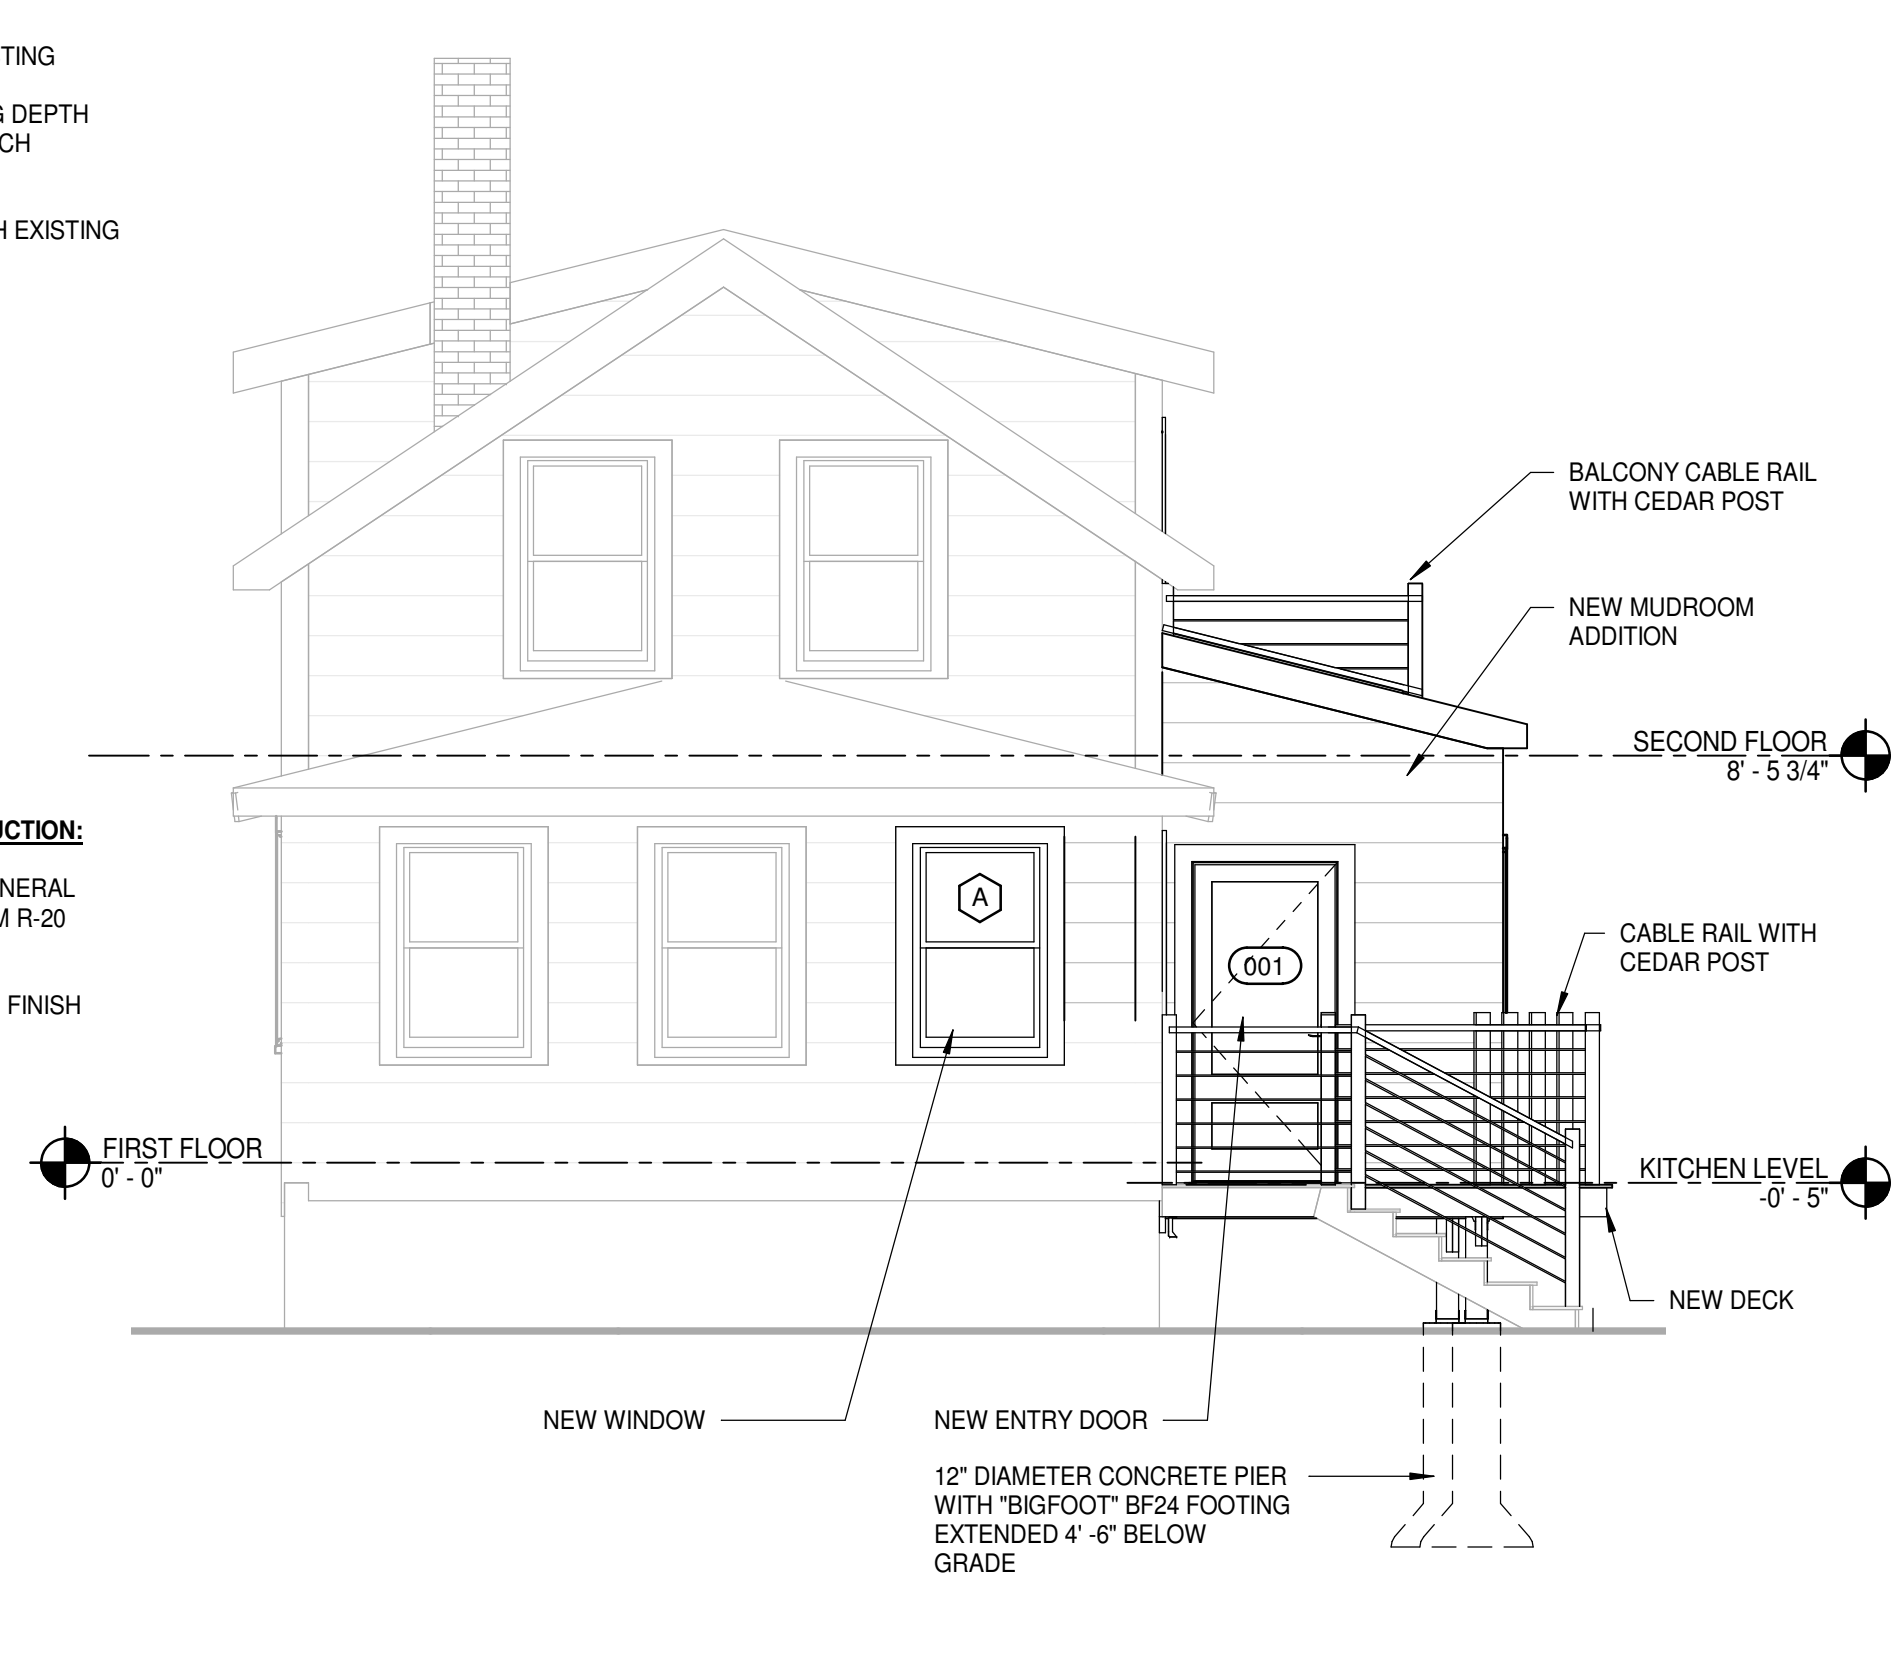 TING
G DEPTH
CH
H EXISTING
UCTION:
NERAL
M R-20
FINISH
BALCONY CABLE RAIL
WITH CEDAR POST
NEW MUDROOM
ADDITION
SECOND FLOOR
8' - 5 3/4"
A
001
CABLE RAIL WITH
CEDAR POST
FIRST FLOOR
0' - 0"
KITCHEN LEVEL
-0' - 5"
NEW DECK
NEW WINDOW
NEW ENTRY DOOR
12" DIAMETER CONCRETE PIER
WITH "BIGFOOT" BF24 FOOTING
EXTENDED 4' -6" BELOW
GRADE